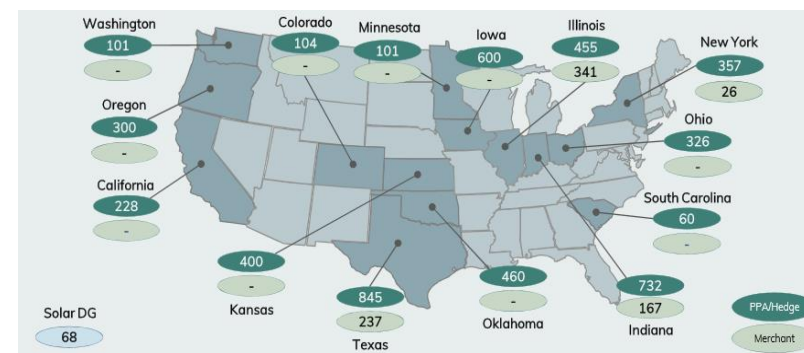 Washington
101
-
Colorado
104
-
Minnesota
101
-
Iowa
600
-
Illinois
455
341
New York
357
26
Oregon
300
-
Ohio
326
-
California
228
-
South Carolina
60
-
400
-
Kansas
845
237
Texas
460
-
Oklahoma
732
167
Indiana
Solar DG
68
PPA/Hedge
Merchant